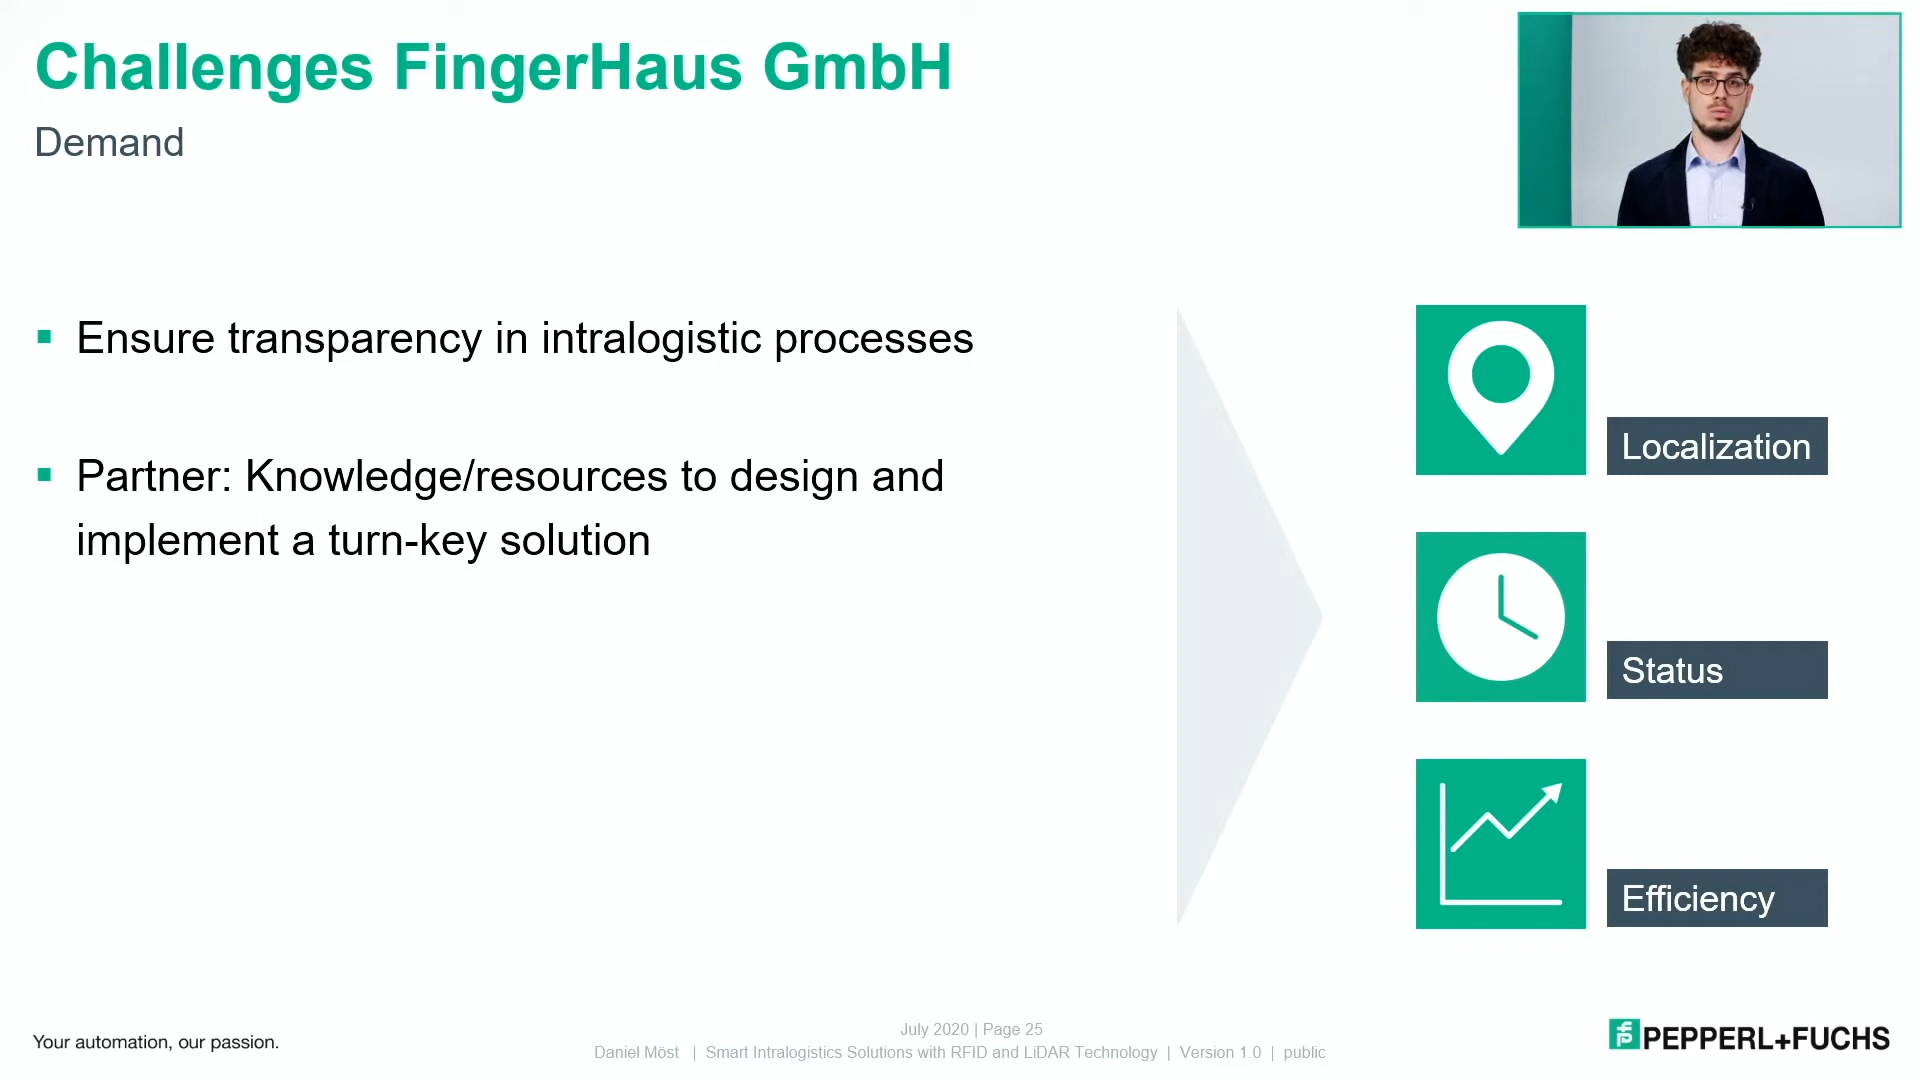 Challenges FingerHaus GmbH
Demand
▪ Ensure transparency in intralogistic processes
▪ Partner: Knowledge/resources to design and
implement a turn-key solution
Localization
Status
Efficiency
Your automation, our passion.
July 2020 | Page 25
Daniel Möst | Smart Intralogistics Solutions with RFID and LiDAR Technology | Version 1.0 | public
PEPPERL+FUCHS